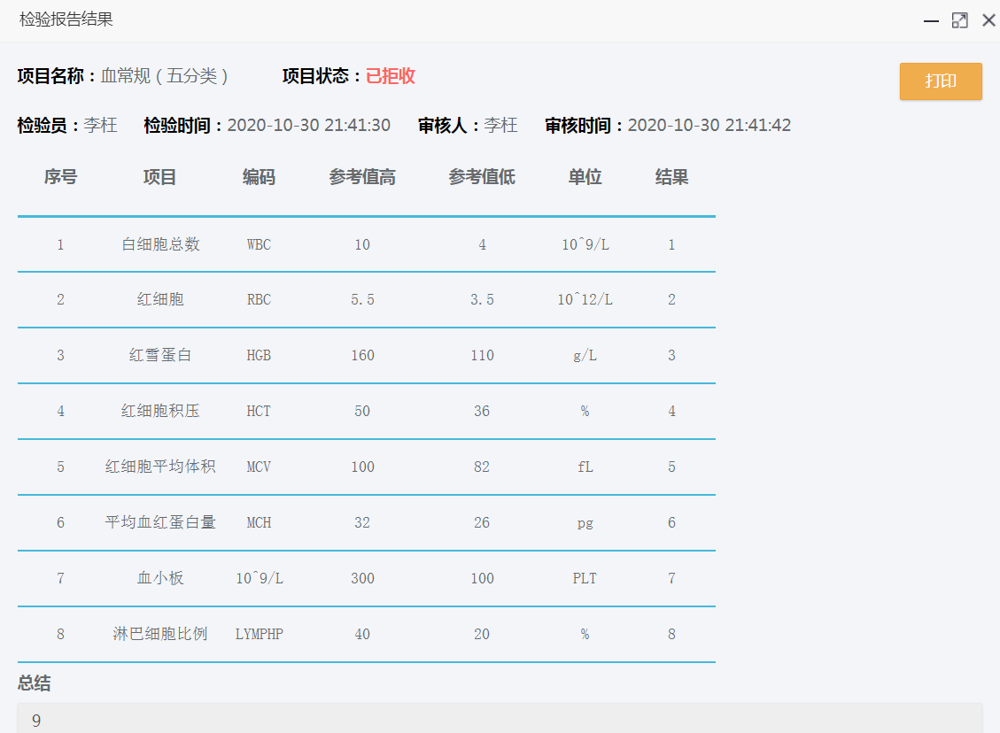 检验报告结果
项目名称：血常规（五分类） 项目状态：已拒收
打印
检验员：李枉 检验时间：2020-10-30 21:41:30 审核人：李枉 审核时间：2020-10-30 21:41:42
序号 项目 编码 参考值高 参考值低 单位 结果
1 白细胞总数 WBC 10 4 10^9/L 1
2 红细胞 RBC 5.5 3.5 10^12/L 2
3 红雪蛋白 HGB 160 110 g/L 3
4 红细胞积压 HCT 50 36 % 4
5 红细胞平均体积 MCV 100 82 fL 5
6 平均血红蛋白量 MCH 32 26 pg 6
7 血小板 10^9/L 300 100 PLT 7
8 淋巴细胞比例 LYMPHP 40 20 % 8
总结
9